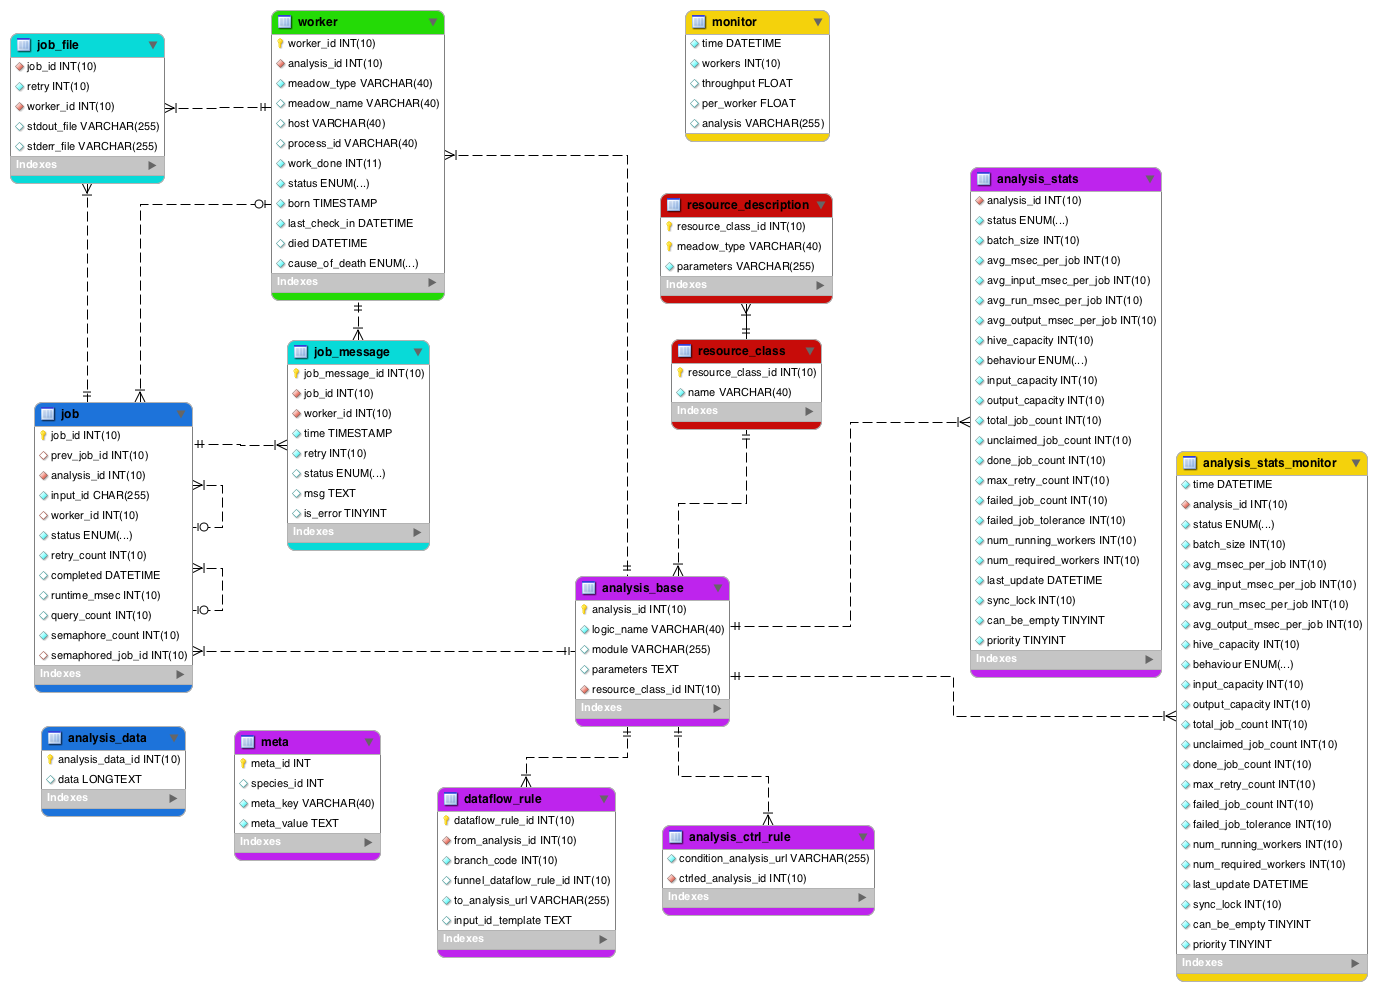 job_file
job_id INT(10)
retry INT(10)
worker_id INT(10)
stdout_file VARCHAR(255)
stderr_file VARCHAR(255)
Indexes
worker
worker_id INT(10)
analysis_id INT(10)
meadow_type VARCHAR(40)
meadow_name VARCHAR(40)
host VARCHAR(40)
process_id VARCHAR(40)
work_done INT(11)
status ENUM(...)
born TIMESTAMP
last_check_in DATETIME
died DATETIME
cause_of_death ENUM(...)
Indexes
monitor
time DATETIME
workers INT(10)
throughput FLOAT
per_worker FLOAT
analysis VARCHAR(255)
resource_description
resource_class_id INT(10)
meadow_type VARCHAR(40)
parameters VARCHAR(255)
Indexes
analysis_stats
analysis_id INT(10)
status ENUM(...)
batch_size INT(10)
avg_msec_per_job INT(10)
avg_input_msec_per_job INT(10)
avg_run_msec_per_job INT(10)
avg_output_msec_per_job INT(10)
hive_capacity INT(10)
behaviour ENUM(...)
input_capacity INT(10)
output_capacity INT(10)
total_job_count INT(10)
unclaimed_job_count INT(10)
done_job_count INT(10)
max_retry_count INT(10)
failed_job_count INT(10)
failed_job_tolerance INT(10)
num_running_workers INT(10)
num_required_workers INT(10)
last_update DATETIME
sync_lock INT(10)
can_be_empty TINYINT
priority TINYINT
Indexes
job_message
job_message_id INT(10)
job_id INT(10)
worker_id INT(10)
time TIMESTAMP
retry INT(10)
status ENUM(...)
msg TEXT
is_error TINYINT
Indexes
resource_class
resource_class_id INT(10)
name VARCHAR(40)
Indexes
job
job_id INT(10)
prev_job_id INT(10)
analysis_id INT(10)
input_id CHAR(255)
worker_id INT(10)
status ENUM(...)
retry_count INT(10)
completed DATETIME
runtime_msec INT(10)
query_count INT(10)
semaphore_count INT(10)
semaphored_job_id INT(10)
Indexes
analysis_stats_monitor
time DATETIME
analysis_id INT(10)
status ENUM(...)
batch_size INT(10)
avg_msec_per_job INT(10)
avg_input_msec_per_job INT(10)
avg_run_msec_per_job INT(10)
avg_output_msec_per_job INT(10)
hive_capacity INT(10)
behaviour ENUM(...)
input_capacity INT(10)
output_capacity INT(10)
total_job_count INT(10)
unclaimed_job_count INT(10)
done_job_count INT(10)
max_retry_count INT(10)
failed_job_count INT(10)
failed_job_tolerance INT(10)
num_running_workers INT(10)
num_required_workers INT(10)
last_update DATETIME
sync_lock INT(10)
can_be_empty TINYINT
priority TINYINT
Indexes
analysis_base
analysis_id INT(10)
logic_name VARCHAR(40)
module VARCHAR(255)
parameters TEXT
resource_class_id INT(10)
Indexes
analysis_data
analysis_data_id INT(10)
data LONGTEXT
Indexes
meta
meta_id INT
species_id INT
meta_key VARCHAR(40)
meta_value TEXT
Indexes
dataflow_rule
dataflow_rule_id INT(10)
from_analysis_id INT(10)
branch_code INT(10)
funnel_dataflow_rule_id INT(10)
to_analysis_url VARCHAR(255)
input_id_template TEXT
Indexes
analysis_ctrl_rule
condition_analysis_url VARCHAR(255)
ctrled_analysis_id INT(10)
Indexes